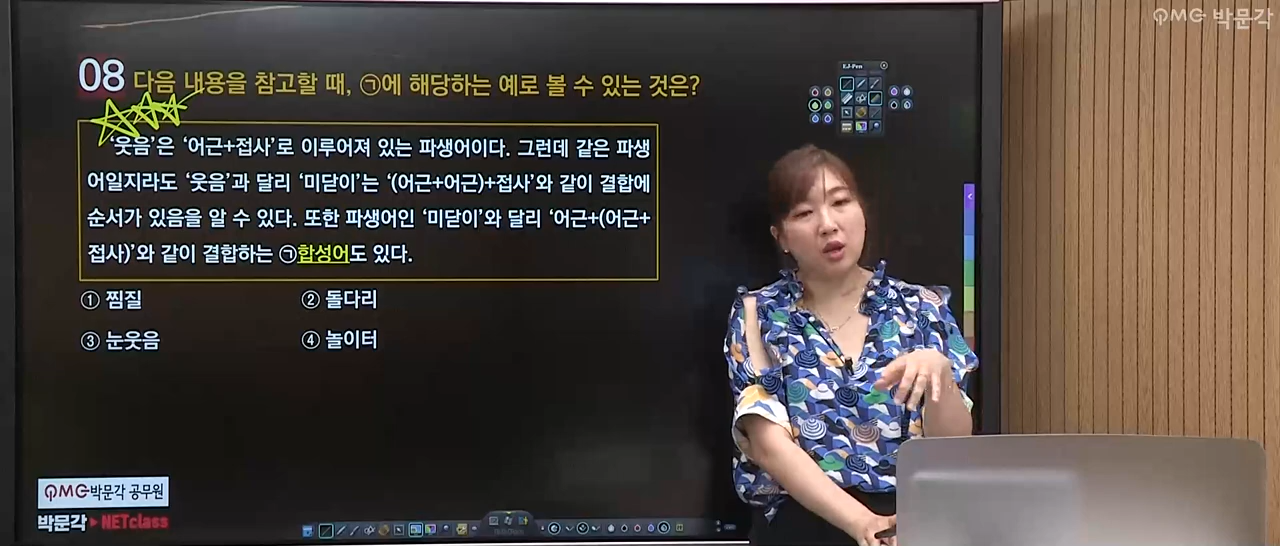 QMG 박문각
08 다음 내용을 참고할 때, ㉠에 해당하는 예로 볼 수 있는 것은?
EJ-Pen
'웃음'은 '어근+접사'로 이루어져 있는 파생어이다. 그런데 같은 파생
어일지라도 '웃음'과 달리 '미닫이'는 '(어근+어근)+접사'와 같이 결합에
순서가 있음을 알 수 있다. 또한 파생어인 '미닫이'와 달리 '어근+(어근+
접사)'와 같이 결합하는 ㉠합성어도 있다.
① 찜질 ② 돌다리
③ 눈웃음 ④ 놀이터
QMG박문각 공무원
박문각 NETclass